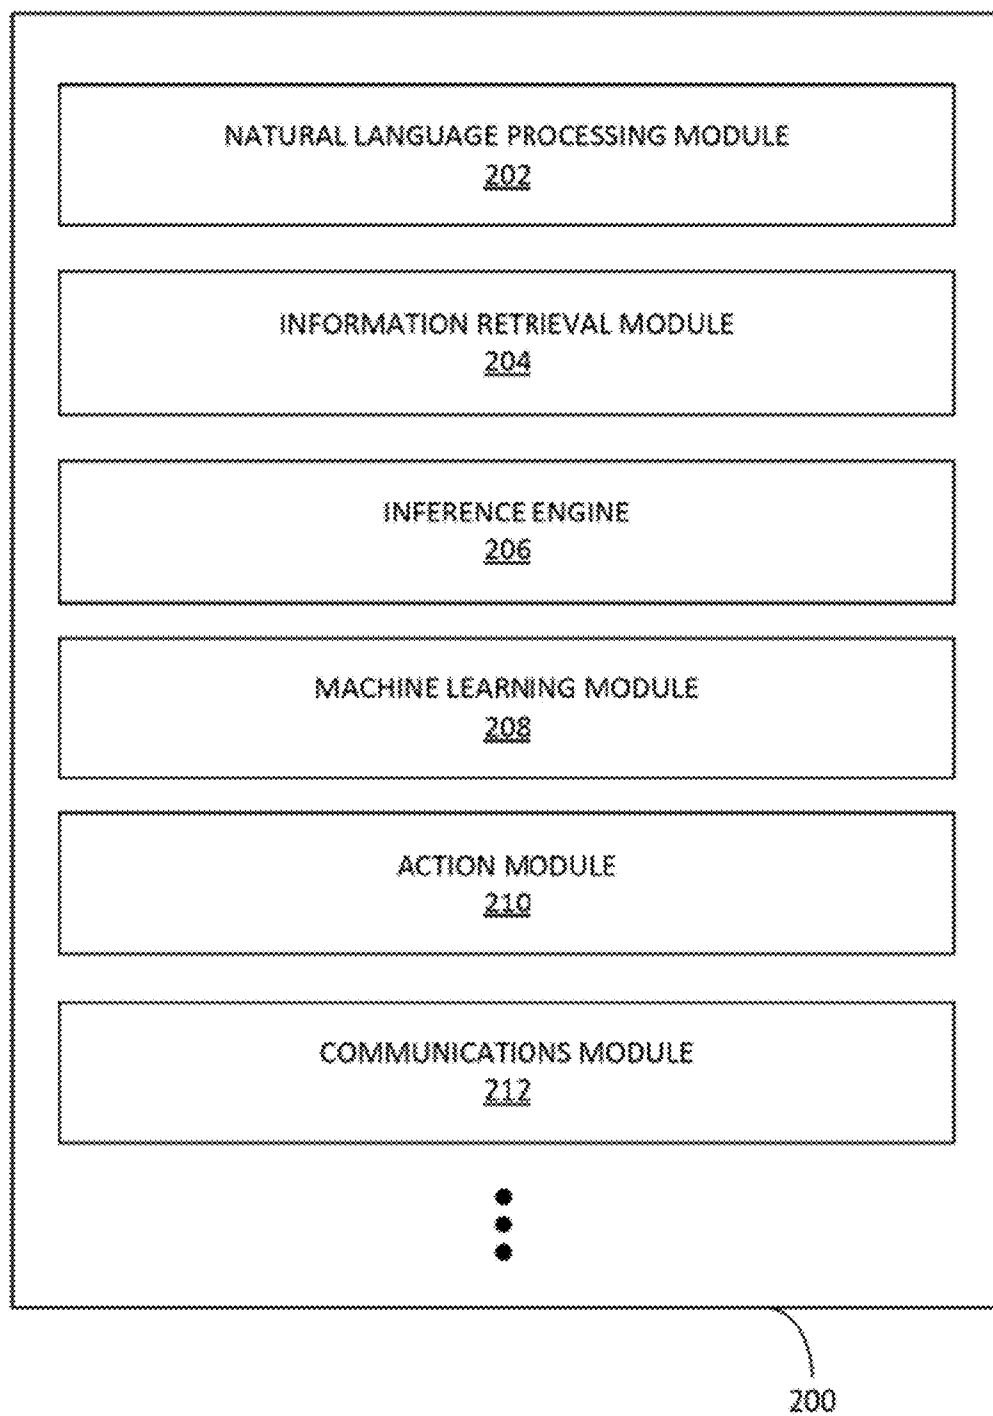 NATURAL LANGUAGE PROCESSING MODULE
202
INFORMATION RETRIEVAL MODULE
204
INFERENCE ENGINE
206
MACHINE LEARNING MODULE
208
ACTION MODULE
210
COMMUNICATIONS MODULE
212
200